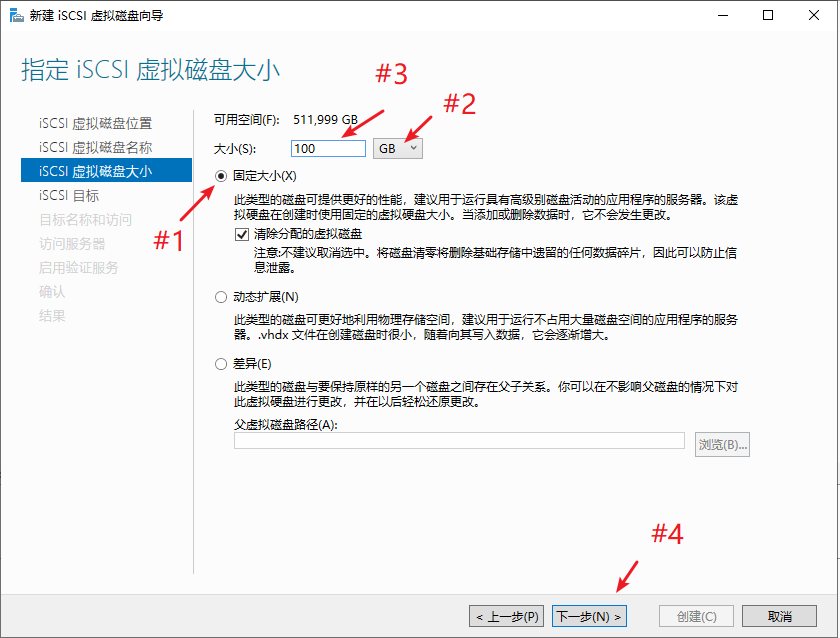 新建 iSCSI 虚拟磁盘向导
指定 iSCSI 虚拟磁盘大小
#3
#2
iSCSI 虚拟磁盘位置
iSCSI 虚拟磁盘名称
iSCSI 虚拟磁盘大小
iSCSI 目标
目标名称和访问
访问服务器
启用验证服务
确认
结果
#1
可用空间(F): 511,999 GB
大小(S): 100 GB
固定大小(X)
此类型的磁盘可提供更好的性能，建议用于运行具有高级别磁盘活动的应用程序的服务器。该虚
拟硬盘在创建时使用固定的虚拟硬盘大小。当添加或删除数据时，它不会发生更改。
清除分配的虚拟磁盘
注意:不建议取消选中。将磁盘清零将删除基础存储中遗留的任何数据碎片，因此可以防止信
息泄露。
动态扩展(N)
此类型的磁盘可更好地利用物理存储空间，建议用于运行不占用大量磁盘空间的应用程序的服务
器。.vhdx 文件在创建磁盘时很小，随着向其写入数据，它会逐渐增大。
差异(E)
此类型的磁盘与要保持原样的另一个磁盘之间存在父子关系。你可以在不影响父磁盘的情况下对
此虚拟硬盘进行更改，并在以后轻松还原更改。
父虚拟磁盘路径(A):
浏览(B)...
#4
< 上一步(P) 下一步(N) > 创建(C) 取消